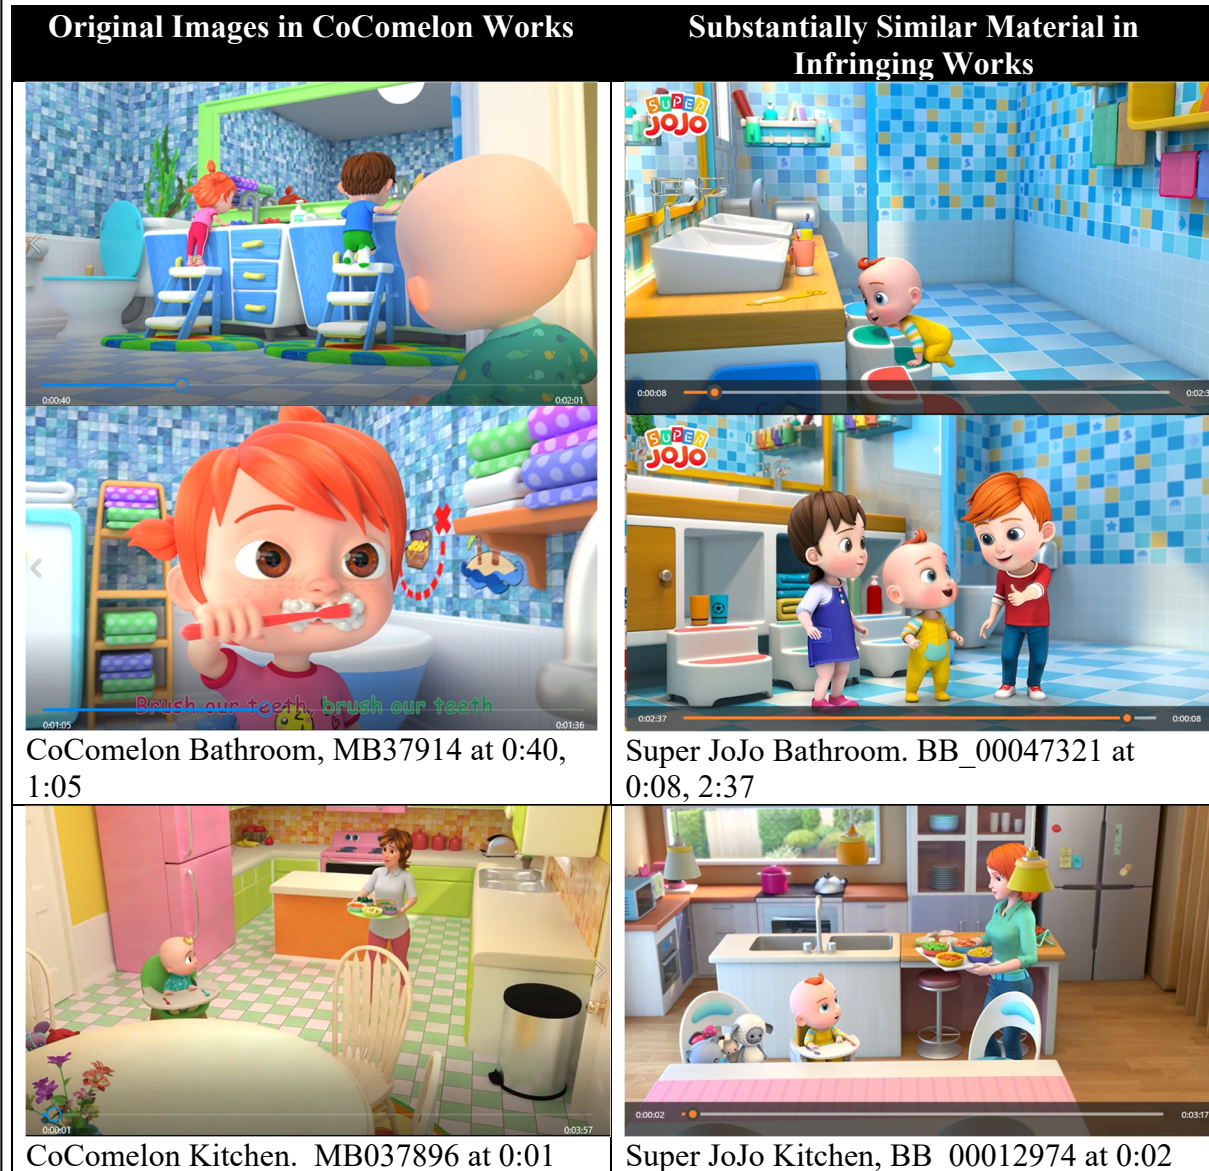 Original Images in CoComelon Works
Substantially Similar Material in
Infringing Works
0:00:40
0:02:01
SUPER
JOJO
0:00:08
Brush our teeth, brush our teeth
0:01:05
0:01:36
SUPER
JOJO
0:02:37
0:00:08
CoComelon Bathroom, MB37914 at 0:40,
1:05
Super JoJo Bathroom. BB_00047321 at
0:08, 2:37
0:00:01
0:03:57
0:00:02
0:03:17
CoComelon Kitchen. MB037896 at 0:01
Super JoJo Kitchen, BB_00012974 at 0:02